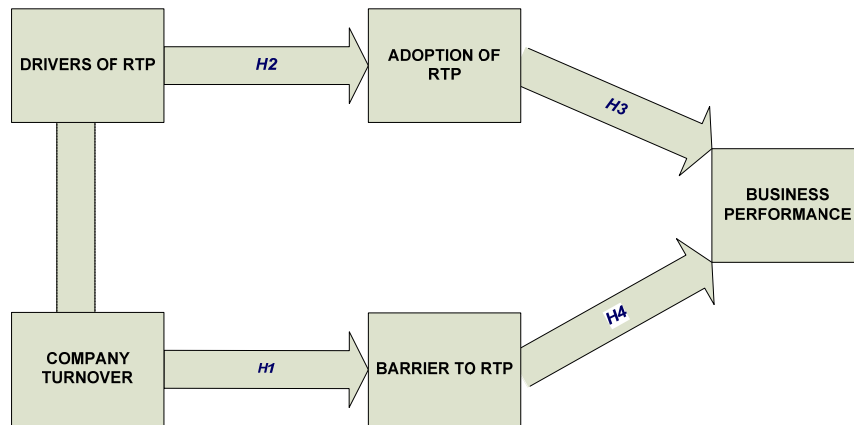 DRIVERS OF RTP
H2
ADOPTION OF
RTP
H3
BUSINESS
PERFORMANCE
H4
COMPANY
TURNOVER
H1
BARRIER TO RTP